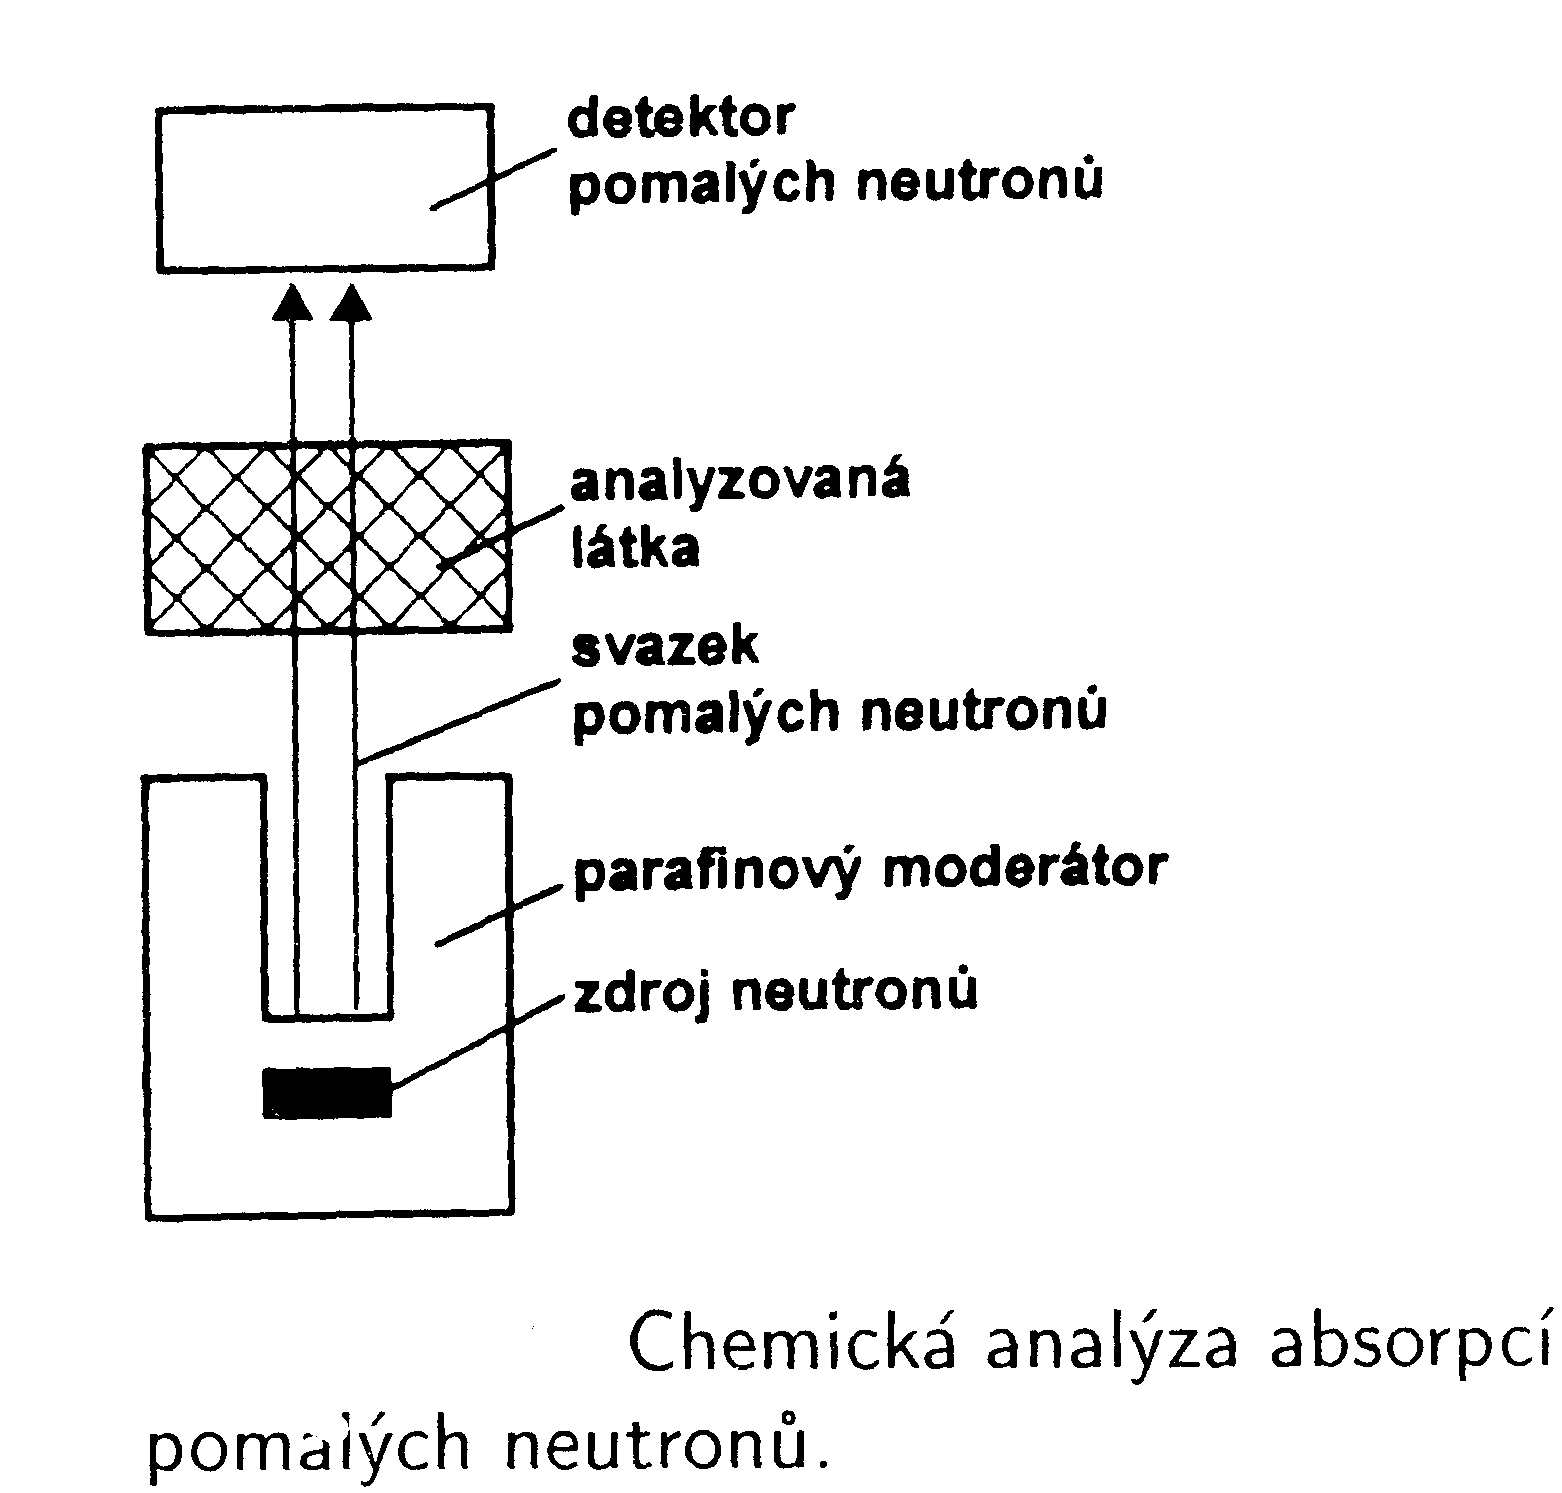 detektor
pomalých neutronů
analyzovaná
látka
svazek
pomalých neutronů
parafinový moderátor
zdroj neutronů
Chemická analýza absorpcí
pomalých neutronů.